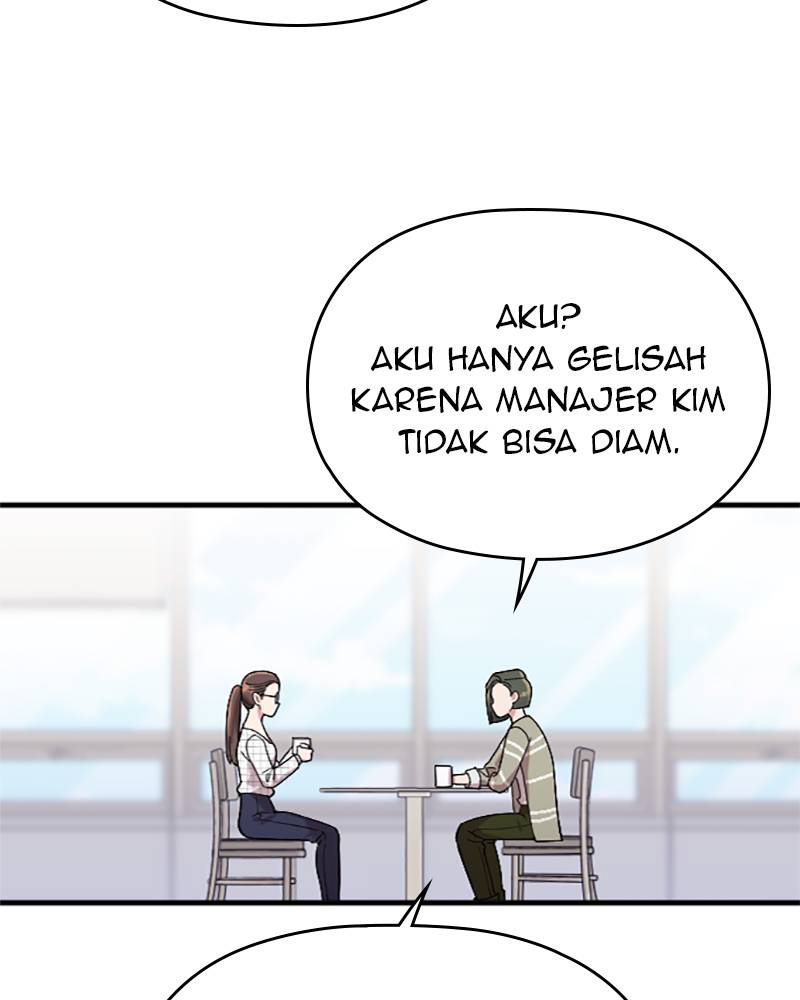 AKU?
AKU HANYA GELISAH
KARENA MANAJER KIM
TIDAK BISA DIAM.